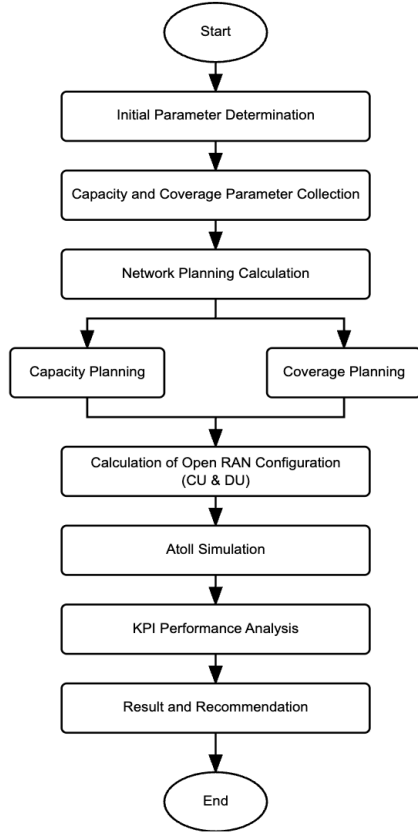 Start
Initial Parameter Determination
Capacity and Coverage Parameter Collection
Network Planning Calculation
Capacity Planning
Coverage Planning
Calculation of Open RAN Configuration
(CU & DU)
Atoll Simulation
KPI Performance Analysis
Result and Recommendation
End